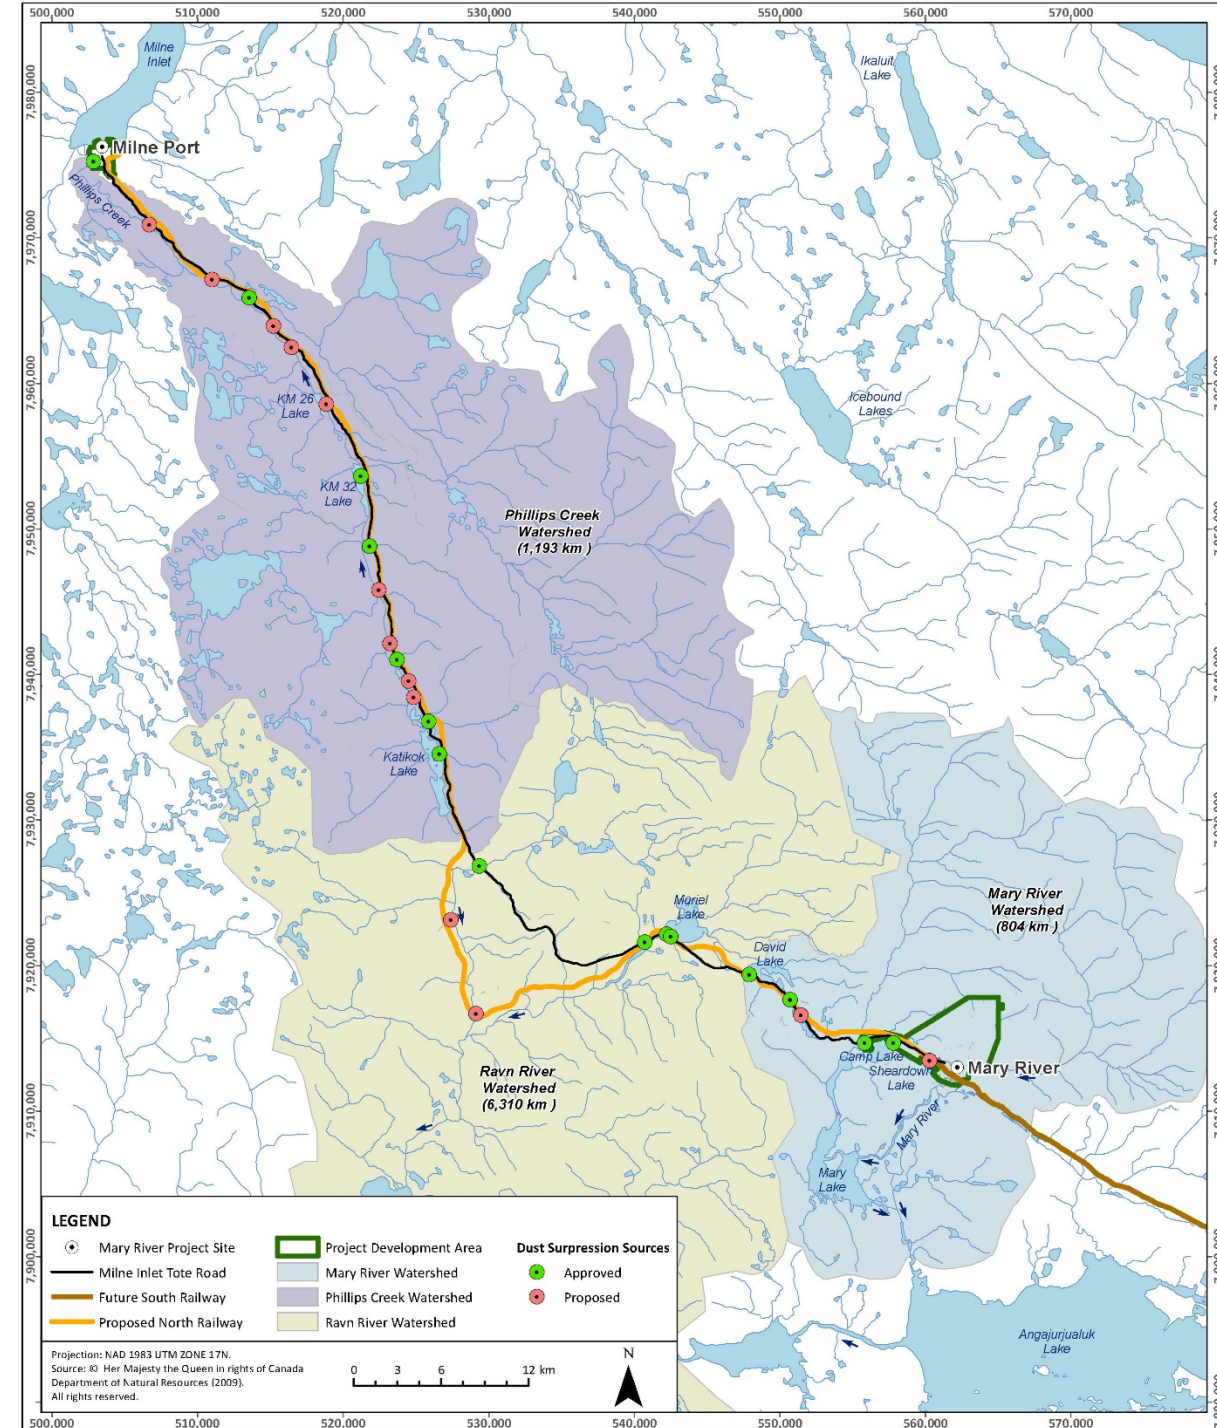 500,000 510,000 520,000 530,000 540,000 550,000 560,000 570,000
7,980,000
7,970,000
7,960,000
7,950,000
7,940,000
7,930,000
7,920,000
7,910,000
7,900,000
Milne
Inlet
Ikaluit
Lake
Milne Port
Phillips Creek
KM 26
Lake
Icebound
Lakes
KM 32
Lake
Phillips Creek
Watershed
(1,193 km )
Katikok
Lake
Muriel
Lake
Mary River
Watershed
(804 km )
David
Lake
Camp Lake
Sheardown
Lake
Mary River
Ravn River
Watershed
(6,310 km )
Mary River
Mary
Lake
Angajurjualuk
Lake
LEGEND
Mary River Project Site
Milne Inlet Tote Road
Future South Railway
Proposed North Railway
Project Development Area
Mary River Watershed
Phillips Creek Watershed
Ravn River Watershed
Dust Surpression Sources
Approved
Proposed
Projection: NAD 1983 UTM ZONE 17N.
Source: © Her Majesty the Queen in rights of Canada
Department of Natural Resources (2009).
All rights reserved.
0 3 6 12 km
N
500,000 510,000 520,000 530,000 540,000 550,000 560,000 570,000